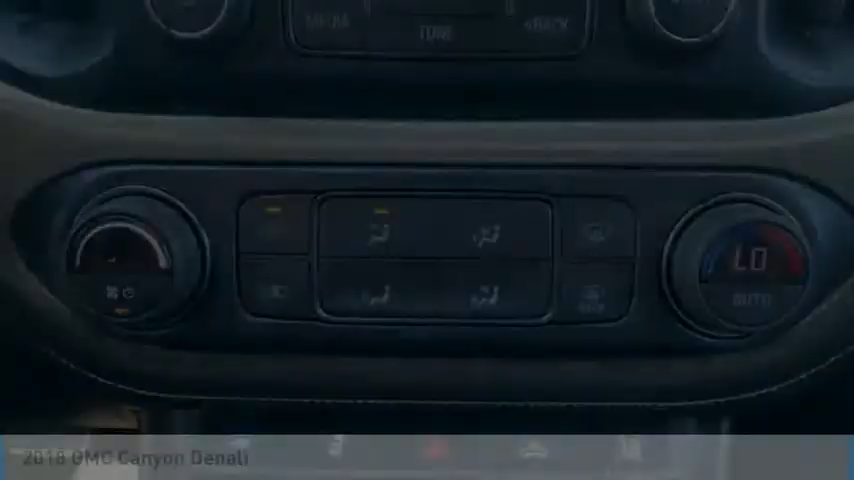 MEDIA
TONE
<BACK
LO
AUTO
2018 GMC Canyon Denali